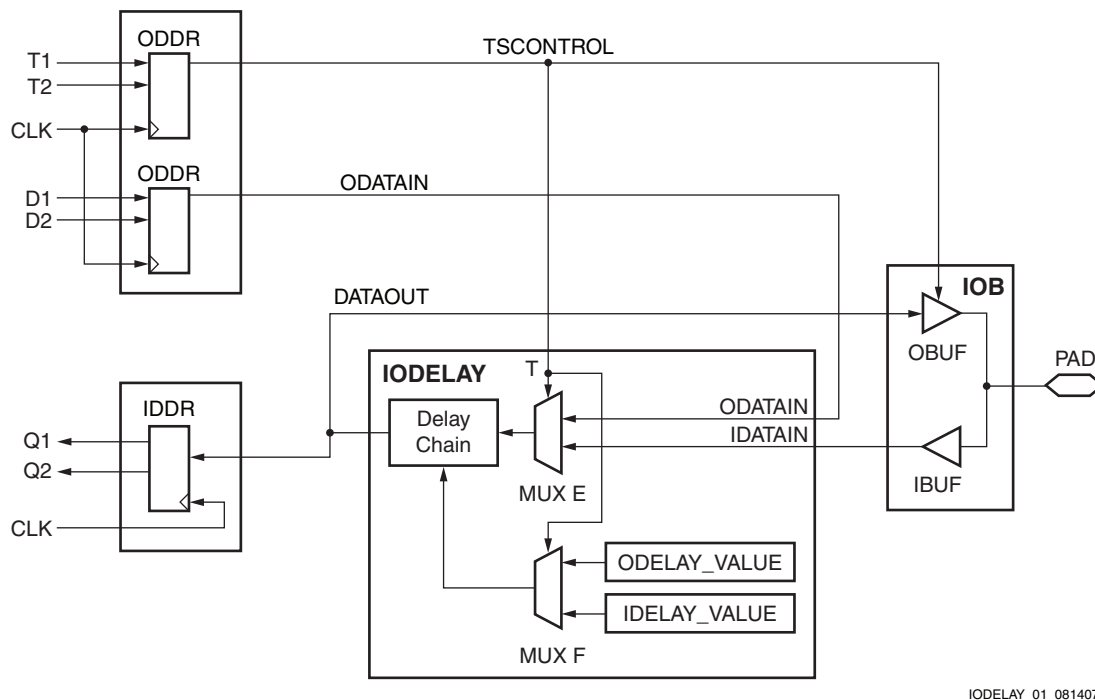 ODDR
TSCONTROL
T1
T2
CLK
ODDR
ODATAIN
D1
D2
IOB
DATAOUT
OBUF
PAD
IODELAY
T
IDDR
Delay
Chain
ODATAIN
IDATAIN
Q1
Q2
IBUF
MUX E
CLK
ODELAY_VALUE
IDELAY_VALUE
MUX F
IODELAY_01_081407